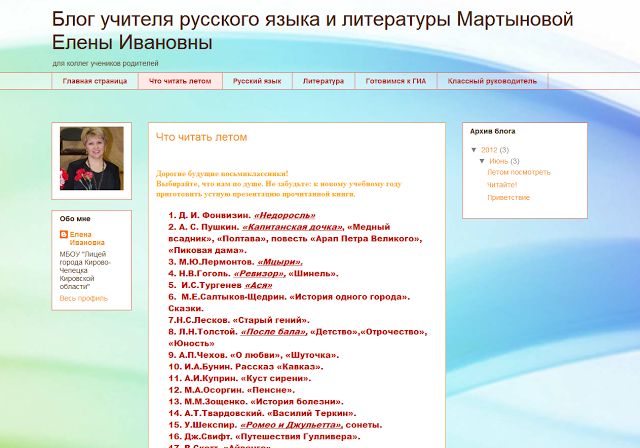 Блог учителя русского языка и литературы Мартыновой
Елены Ивановны
для коллег учеников родителей
Главная страница
Что читать летом
Русский язык
Литература
Готовимся к ГИА
Классный руководитель
Обо мне
Елена
Ивановна
МБОУ "Лицей
города Кирово-
Чепецка
Кировской
области"
Весь профиль
Что читать летом
Дорогие будущие восьмиклассники!
Выбирайте, что вам по душе. Не забудьте: к новому учебному году
приготовить устную презентацию прочитанной книги.
1. Д. И. Фонвизин. «Недоросль»
2. А. С. Пушкин. «Капитанская дочка», «Медный
всадник», «Полтава», повесть «Арап Петра Великого»,
«Пиковая дама».
3. М.Ю.Лермонтов. «Мцыри».
4. Н.В.Гоголь. «Ревизор», «Шинель».
5. И.С.Тургенев «Ася»
6. М.Е.Салтыков-Щедрин. «История одного города».
Сказки.
7.Н.С.Лесков. «Старый гений».
8. Л.Н.Толстой. «После бала», «Детство»,«Отрочество»,
«Юность»
9. А.П.Чехов. «О любви», «Шуточка».
10. И.А.Бунин. Рассказ «Кавказ».
11. А.И.Куприн. «Куст сирени».
12. М.А.Осоргин. «Пенсне».
13. М.М.Зощенко. «История болезни».
14. А.Т.Твардовский. «Василий Теркин».
15. У.Шекспир. «Ромео и Джульетта», сонеты.
16. Дж.Свифт. «Путешествия Гулливера».
17. В.Скотт. «Айвенго».
Архив блога
▼ 2012 (3)
▼ Июнь (3)
Летом посмотреть
Читайте!
Приветствие